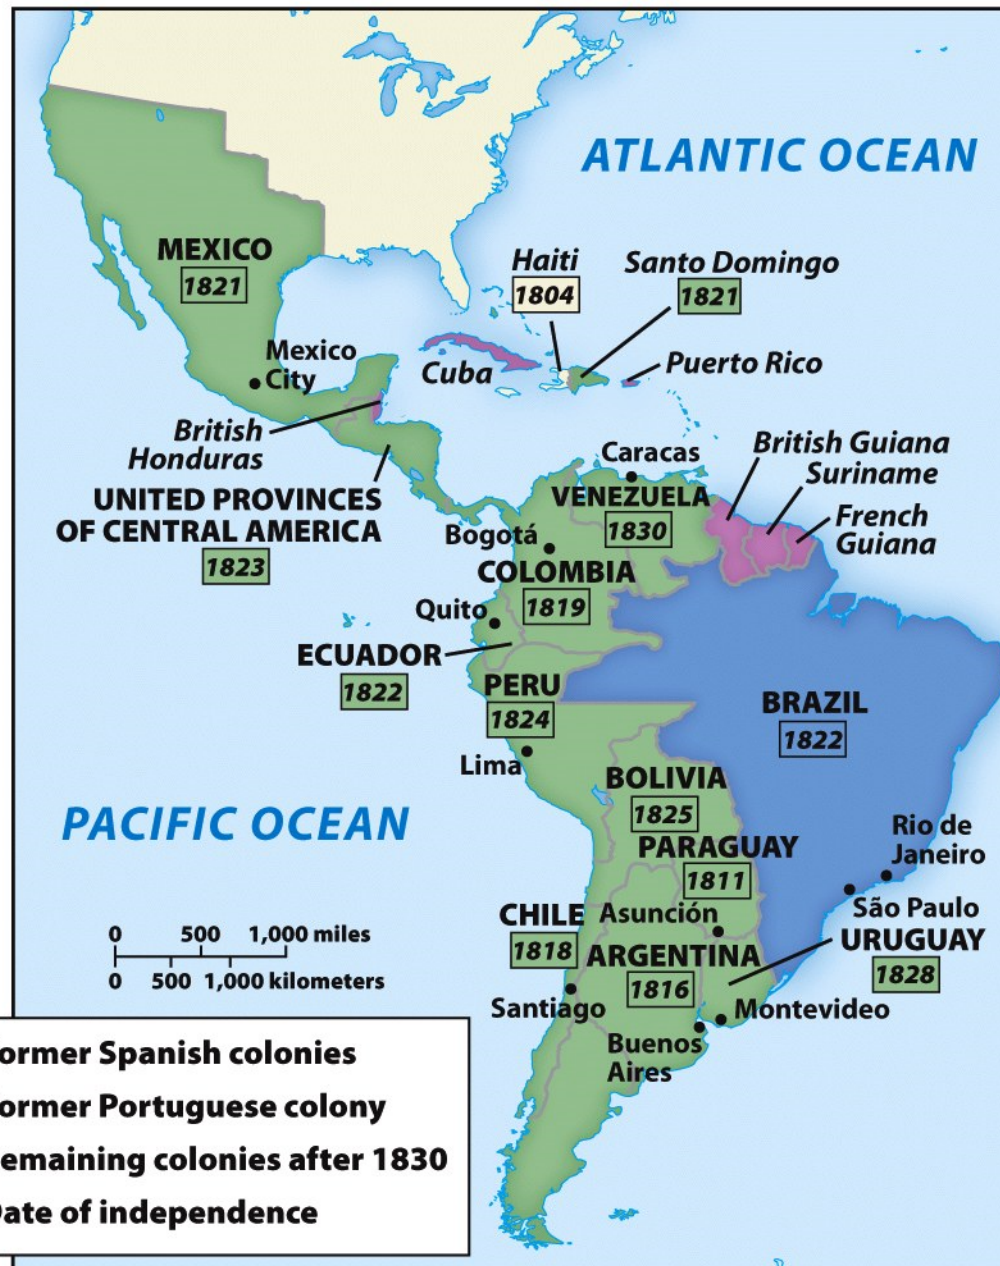 ATLANTIC OCEAN
MEXICO
1821
Haiti
1804
Santo Domingo
1821
Mexico
City
Cuba
Puerto Rico
British
Honduras
UNITED PROVINCES
OF CENTRAL AMERICA
1823
Caracas
VENEZUELA
1830
British Guiana
Suriname
French
Guiana
Bogotá
COLOMBIA
1819
Quito
ECUADOR
1822
PERU
1824
Lima
BRAZIL
1822
BOLIVIA
1825
PACIFIC OCEAN
PARAGUAY
1811
Rio de
Janeiro
São Paulo
CHILE
1818
Asunción
ARGENTINA
1816
URUGUAY
1828
Santiago
Montevideo
Buenos
Aires
0 500 1,000 miles
0 500 1,000 kilometers
ormer Spanish colonies
ormer Portuguese colony
emaining colonies after 1830
ate of independence